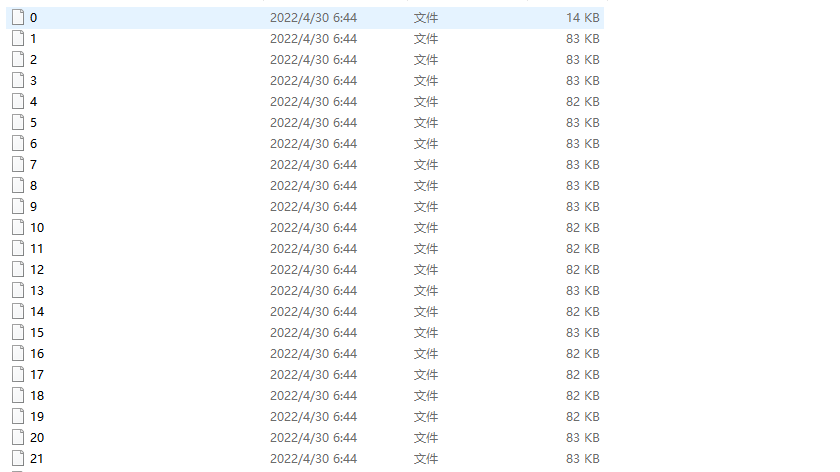 0 2022/4/30 6:44 文件 14 KB
1 2022/4/30 6:44 文件 83 KB
2 2022/4/30 6:44 文件 83 KB
3 2022/4/30 6:44 文件 83 KB
4 2022/4/30 6:44 文件 82 KB
5 2022/4/30 6:44 文件 83 KB
6 2022/4/30 6:44 文件 83 KB
7 2022/4/30 6:44 文件 83 KB
8 2022/4/30 6:44 文件 83 KB
9 2022/4/30 6:44 文件 83 KB
10 2022/4/30 6:44 文件 82 KB
11 2022/4/30 6:44 文件 82 KB
12 2022/4/30 6:44 文件 82 KB
13 2022/4/30 6:44 文件 83 KB
14 2022/4/30 6:44 文件 82 KB
15 2022/4/30 6:44 文件 83 KB
16 2022/4/30 6:44 文件 82 KB
17 2022/4/30 6:44 文件 82 KB
18 2022/4/30 6:44 文件 82 KB
19 2022/4/30 6:44 文件 82 KB
20 2022/4/30 6:44 文件 83 KB
21 2022/4/30 6:44 文件 83 KB